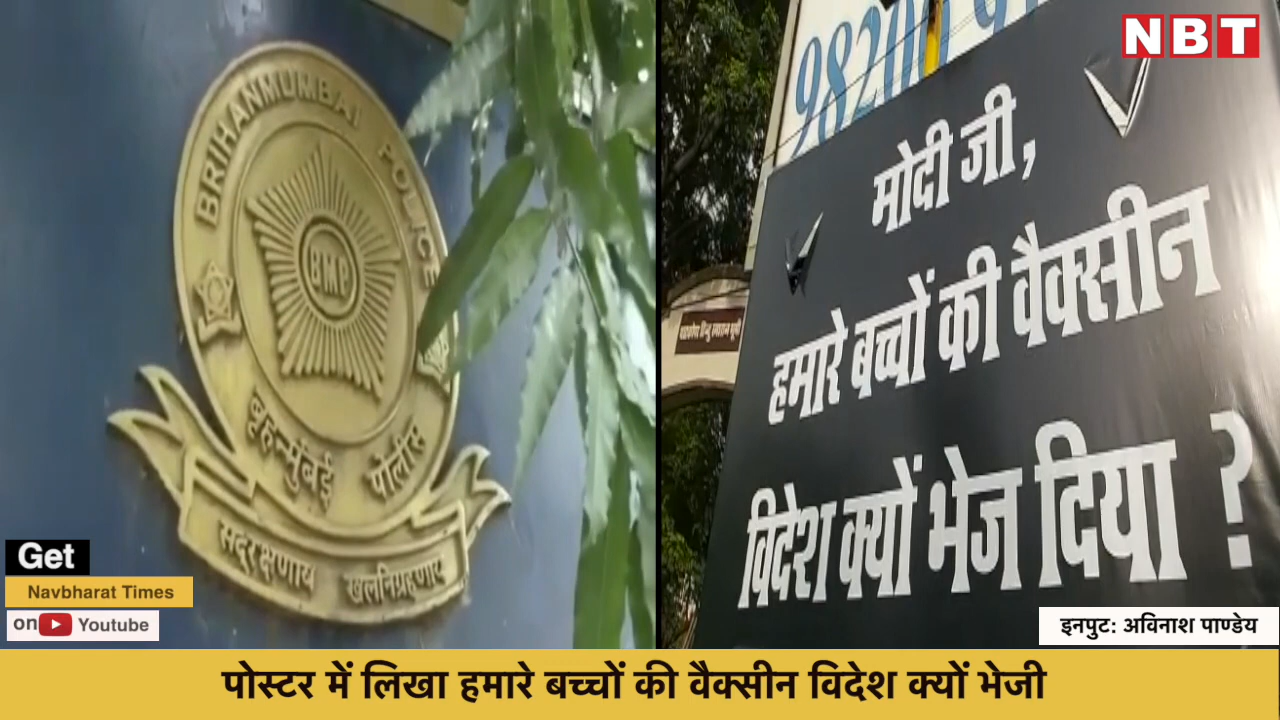 BRIHANMUMBAI POLICE
BMP
बृहन्मुंबई पोलीस
सद्रक्षणाय खलनिग्रहणाय
98200
मोदी जी,
हमारे बच्चों की वैक्सीन
विदेश क्यों भेज दिया ?
NBT
Get
Navbharat Times
on Youtube
इनपुट: अविनाश पाण्डेय
पोस्टर में लिखा हमारे बच्चों की वैक्सीन विदेश क्यों भेजी